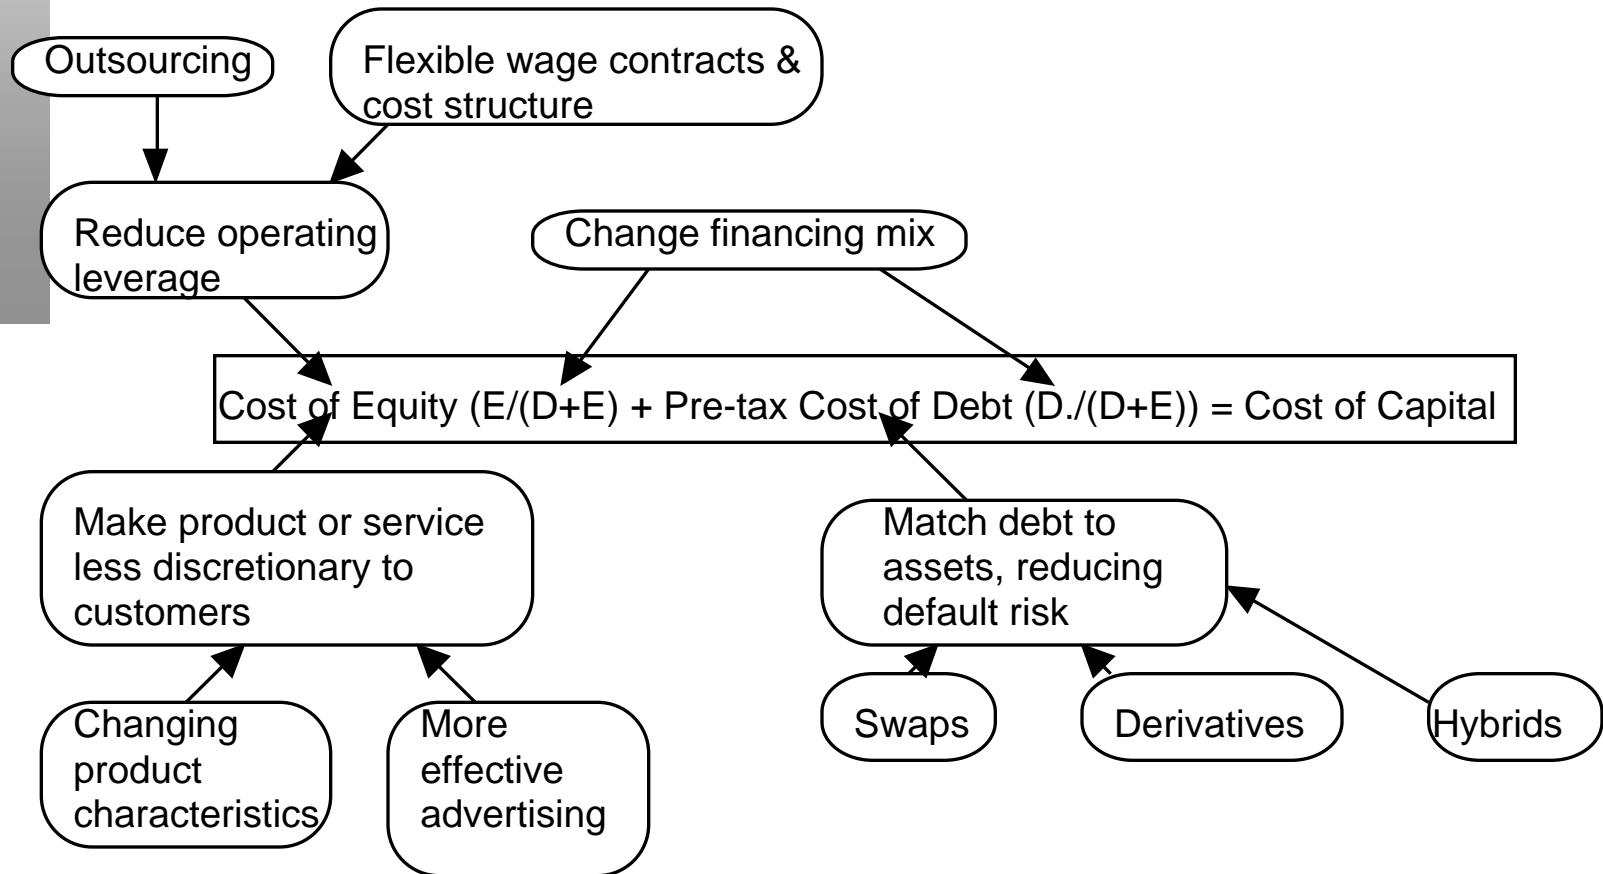 Outsourcing
Flexible wage contracts &
cost structure
Reduce operating
leverage
Change financing mix
Cost of Equity (E/(D+E) + Pre-tax Cost of Debt (D./(D+E)) = Cost of Capital
Make product or service
less discretionary to
customers
Match debt to
assets, reducing
default risk
Changing
product
characteristics
More
effective
advertising
Swaps
Derivatives
Hybrids